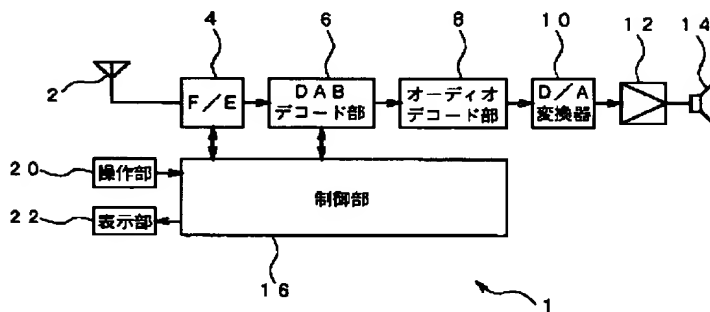 4 6 8 10 12 14
2
F/E
DAB
デコード部
オーディオ
デコード部
D/A
変換器
20 操作部
22 表示部
制御部
16
1